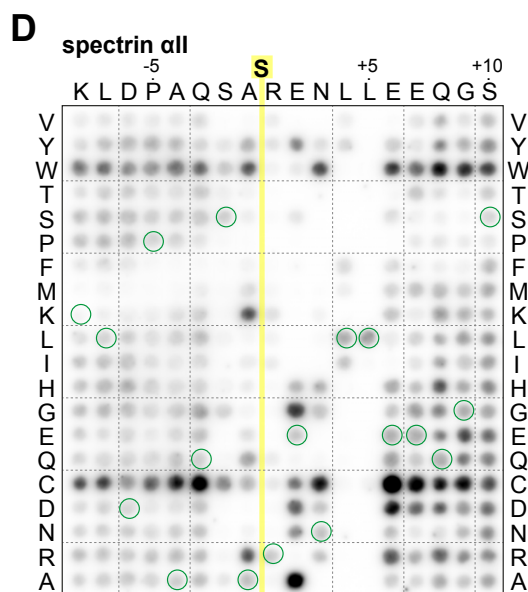 D
spectrin αII
-5 S +5 +10
K L D P A Q S A R E N L L E E Q G S
V V
Y Y
W W
T T
S S
P P
F F
M M
K K
L L
I I
H H
G G
E E
Q Q
C C
D D
N N
R R
A A